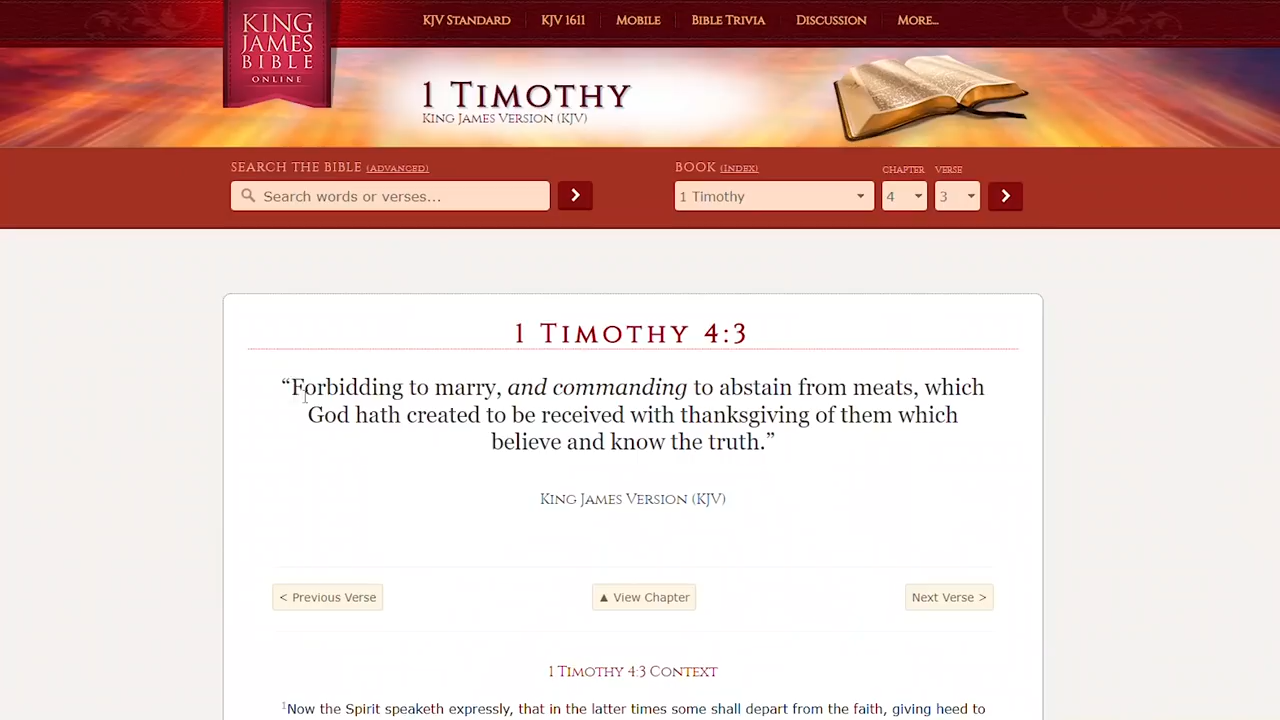 KING
JAMES
BIBLE
ONLINE
KJV STANDARD
KJV 1611
MOBILE
BIBLE TRIVIA
DISCUSSION
MORE...
1 TIMOTHY
KING JAMES VERSION (KJV)
SEARCH THE BIBLE (ADVANCED)
Search words or verses...
BOOK (INDEX)
CHAPTER
VERSE
1 Timothy
4
3
1 TIMOTHY 4:3
“Forbidding to marry, and commanding to abstain from meats, which
God hath created to be received with thanksgiving of them which
believe and know the truth.”
KING JAMES VERSION (KJV)
< Previous Verse
▲ View Chapter
Next Verse >
1 TIMOTHY 4:3 CONTEXT
1Now the Spirit speaketh expressly, that in the latter times some shall depart from the faith, giving heed to